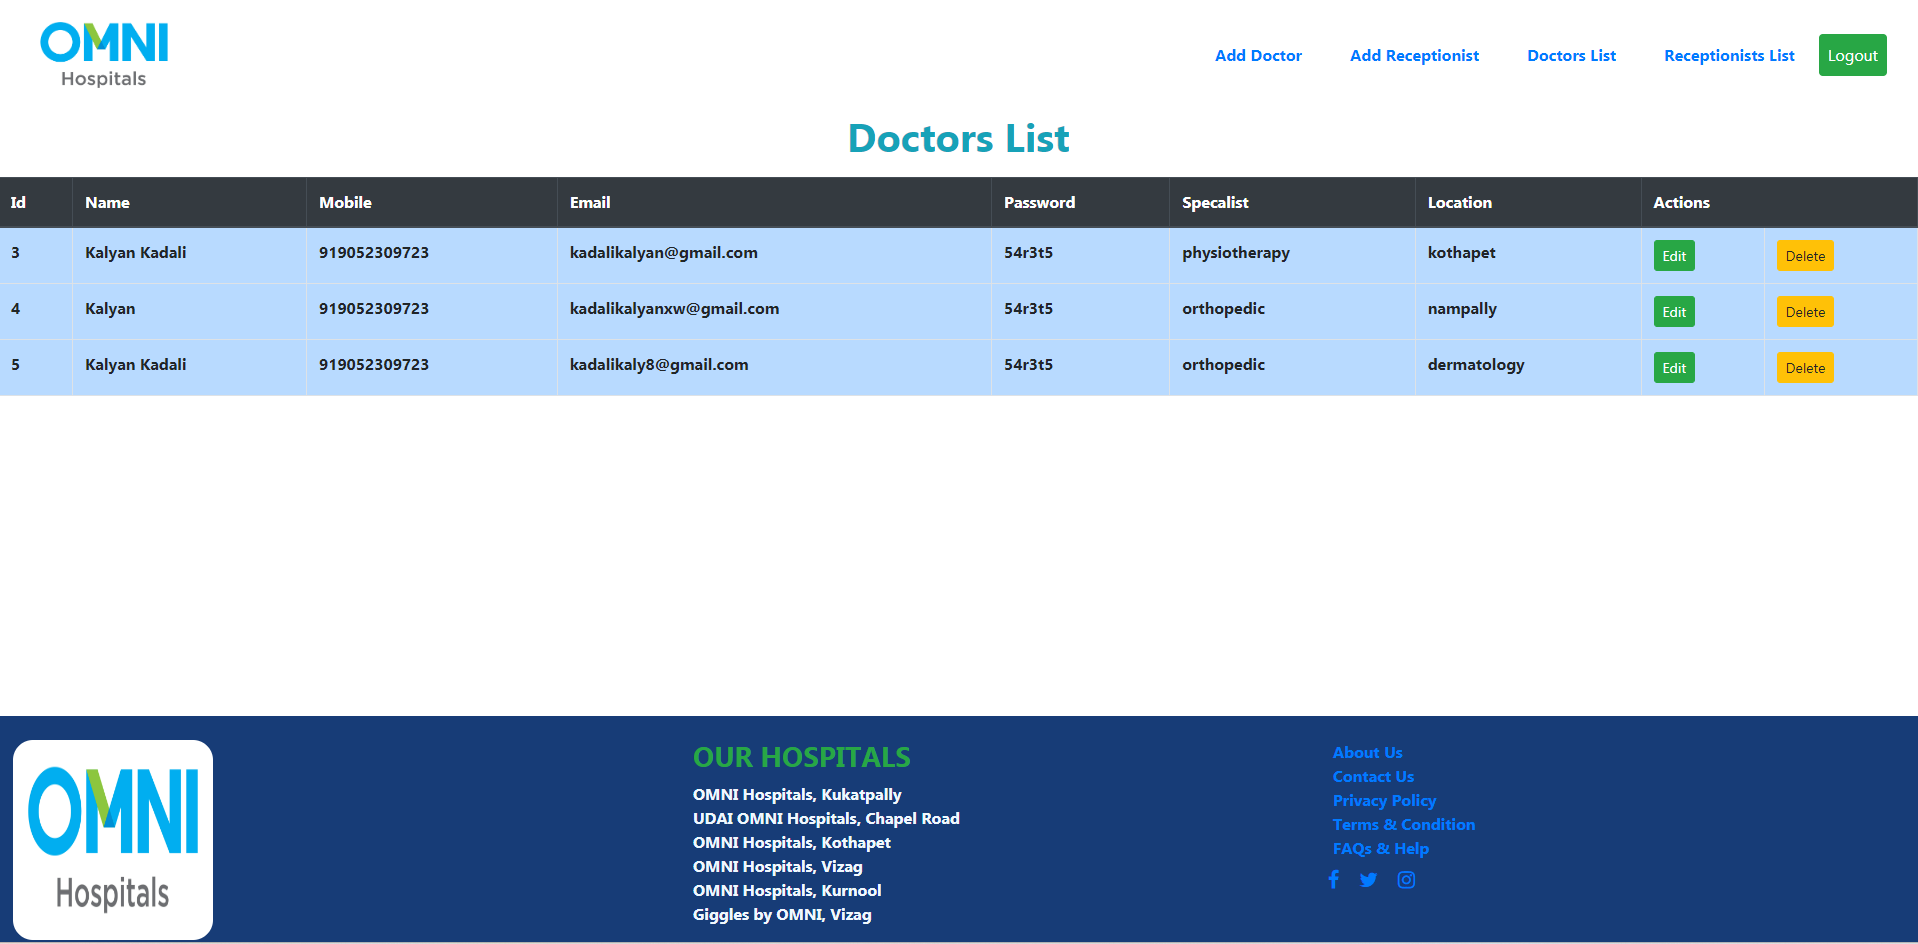 OMNI
Hospitals
Add Doctor Add Receptionist Doctors List Receptionists List Logout
Doctors List
Id Name Mobile Email Password Specalist Location Actions
3 Kalyan Kadali 919052309723 kadalikalyan@gmail.com 54r3t5 physiotherapy kothapet Edit Delete
4 Kalyan 919052309723 kadalikalyanxw@gmail.com 54r3t5 orthopedic nampally Edit Delete
5 Kalyan Kadali 919052309723 kadalikaly8@gmail.com 54r3t5 orthopedic dermatology Edit Delete
OMNI
Hospitals
OUR HOSPITALS
OMNI Hospitals, Kukatpally
UDAI OMNI Hospitals, Chapel Road
OMNI Hospitals, Kothapet
OMNI Hospitals, Vizag
OMNI Hospitals, Kurnool
Giggles by OMNI, Vizag
About Us
Contact Us
Privacy Policy
Terms & Condition
FAQs & Help